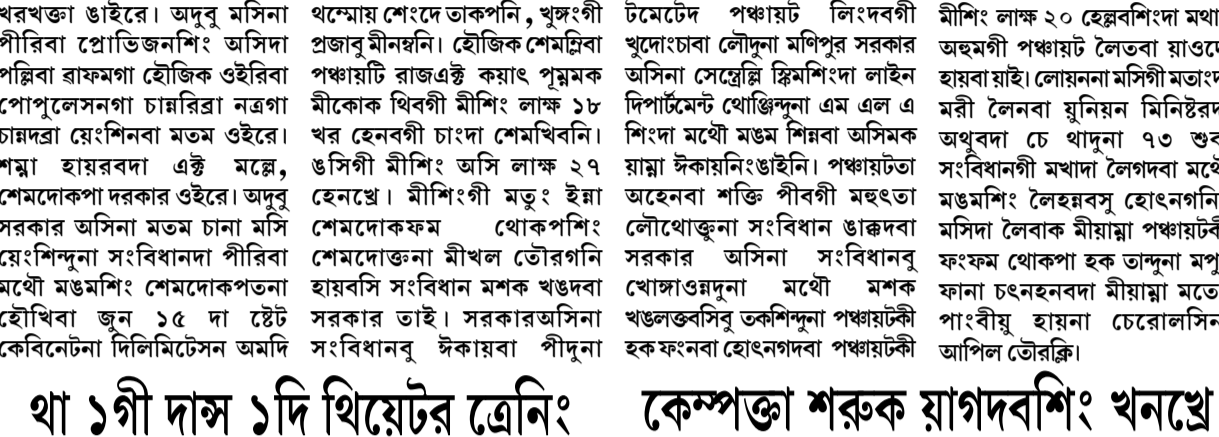 খরখক্তা ঙাইরে। অদুবু মসিনা
পীরিবা প্রোভিজনশিং অসিদা
পল্লিবা ৱাফমগা হৌজিক ওইরিবা
পোপুলেসনগা চান্নরিব্রা নত্রগা
চান্নদব্রা য়েংশিনবা মতম ওইরে।
শম্না হায়রবদা এক্ট মল্লে,
শেমদোকপা দরকার ওইরে। অদুবু
সরকার অসিনা মতম চানা মসি
য়েংশিন্দুনা সংবিধানদা পীরিবা
মথৌ মঙমশিং শেমদোকপতনা
হৌখিবা জুন ১৫ দা ষ্টেট
কেবিনেটনা দিলিমিটেসন অমদি
থম্মোয় শেংদে তাকপনি, খুঙ্গংগী
প্রজাবু মীনম্বনি। হৌজিক শেমম্লিবা
পঞ্চায়টি রাজএক্ট কয়াৎ পূম্নমক
মীকোক থিবগী মীশিং লাক্ষ ১৮
খর হেনবগী চাংদা শেমখিবনি।
ঙসিগী মীশিং অসি লাক্ষ ২৭
হেনখ্রে। মীশিংগী মতুং ইন্না
শেমদোকফম থোকপশিং
শেমদোক্তনা মীখল তৌরগনি
হায়বসি সংবিধান মশক খঙদবা
সরকার তাই। সরকারঅসিনা
সংবিধানবু ঈকায়বা পীদুনা
টমেটেদ পঞ্চায়ট লিংদবগী
খুদোংচাবা লৌদুনা মণিপুর সরকার
অসিনা সেন্ত্রেল্লি স্কিমশিংদা লাইন
দিপার্টমেন্ট থোঞ্জিন্দুনা এম এল এ
শিংদা মথৌ মঙম শিন্নবা অসিমক
য়াম্না ঈকায়নিংঙাইনি। পঞ্চায়টতা
অহেনবা শক্তি পীবগী মহুৎতা
লৌথোক্তুনা সংবিধান ঙাক্কদবা
সরকার অসিনা সংবিধানবু
খোঙ্গাওন্নদুনা মথৌ মশক
খঙলক্তবসিবু তকশিন্দুনা পঞ্চায়টকী
হক ফংনবা হোৎনগদবা পঞ্চায়টকী
মীশিং লাক্ষ ২০ হেল্লবশিংদা মথা
অহুমগী পঞ্চায়ট লৈতবা য়াওদে
হায়বা য়াই। লোয়ননা মসিগী মতাংদ
মরী লৈনবা য়ুনিয়ন মিনিষ্টরদ
অথুবদা চে থাদুনা ৭৩ শুব
সংবিধানগী মখাদা লৈগদবা মথৌ
মঙমশিং লৈহন্নবসু হোৎনগনি
মসিদা লৈবাক মীয়াম্না পঞ্চায়টকী
ফংফম থোকপা হক তান্দুনা মপু
ফানা চৎনহনবদা মীয়াম্না মতে
পাংবীয়ু হায়না চেরোলসিন
আপিল তৌরক্লি।
থা ১গী দান্স ১দি থিয়েটর ত্রেনিং
কেম্পক্তা শরুক য়াগদবশিং খনখ্রে